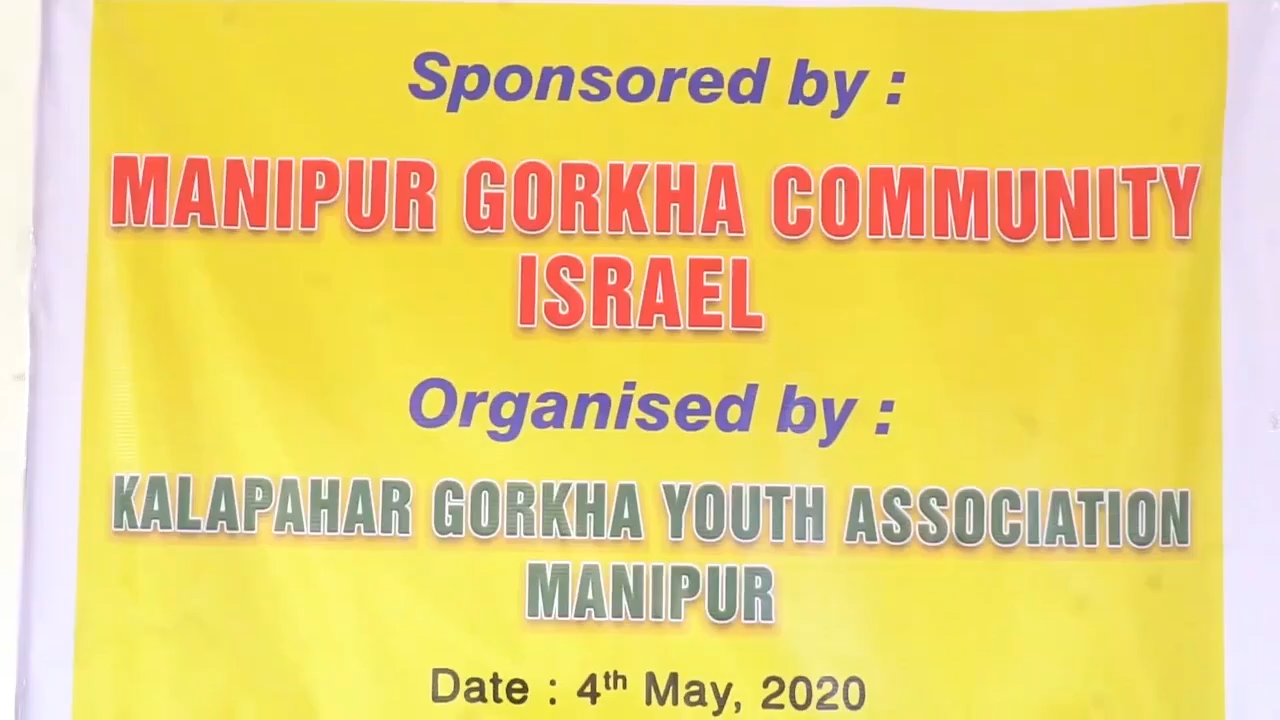 Sponsored by :
MANIPUR GORKHA COMMUNITY
ISRAEL
Organised by :
KALAPAHAR GORKHA YOUTH ASSOCIATION
MANIPUR
Date : 4th May, 2020